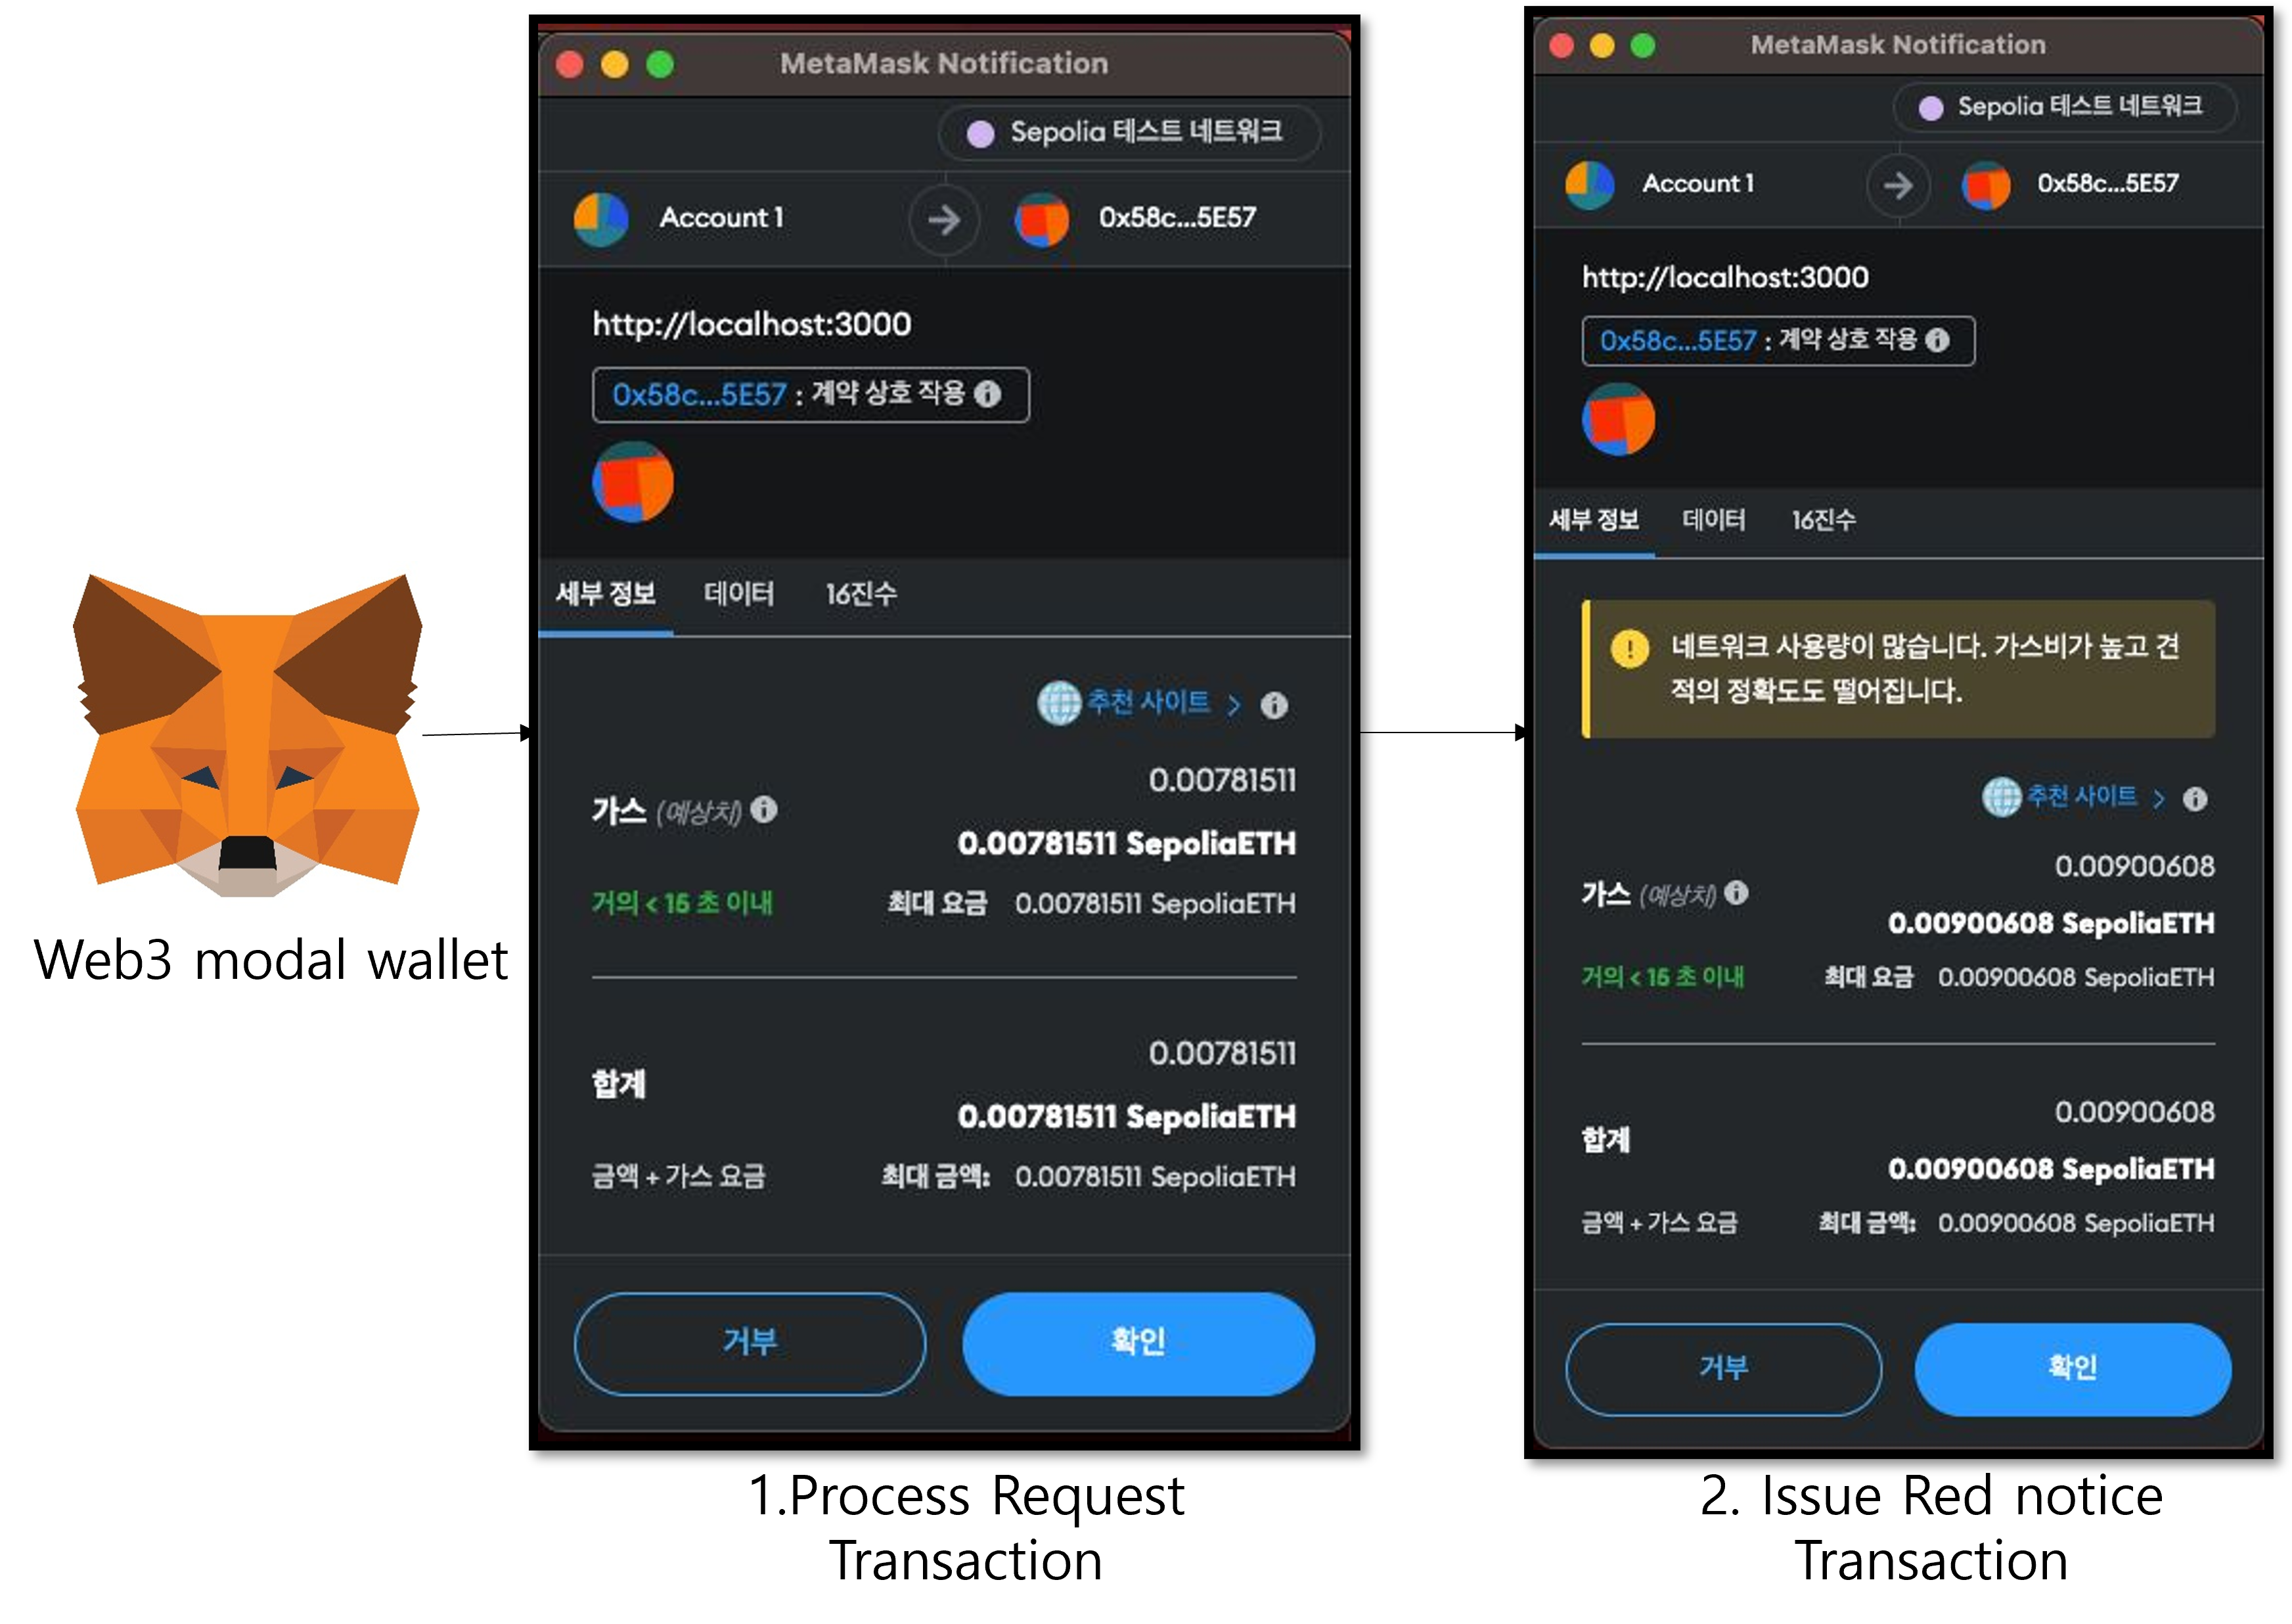 Web3 modal wallet
MetaMask Notification
Sepolia 테스트 네트워크
Account 1
0x58c...5E57
http://localhost:3000
0x58c...5E57 : 계약 상호 작용
세부 정보 데이터 16진수
추천 사이트 >
0.00781511
가스 (예상치)
0.00781511 SepoliaETH
거의 < 15 초 이내 최대 요금 0.00781511 SepoliaETH
0.00781511
합계
0.00781511 SepoliaETH
금액 + 가스 요금 최대 금액: 0.00781511 SepoliaETH
거부 확인
1.Process Request
Transaction
MetaMask Notification
Sepolia 테스트 네트워크
Account 1
0x58c...5E57
http://localhost:3000
0x58c...5E57 : 계약 상호 작용
세부 정보 데이터 16진수
네트워크 사용량이 많습니다. 가스비가 높고 견
적의 정확도도 떨어집니다.
추천 사이트 >
0.00900608
가스 (예상치)
0.00900608 SepoliaETH
거의 < 15 초 이내 최대 요금 0.00900608 SepoliaETH
0.00900608
합계
0.00900608 SepoliaETH
금액 + 가스 요금 최대 금액: 0.00900608 SepoliaETH
거부 확인
2. Issue Red notice
Transaction